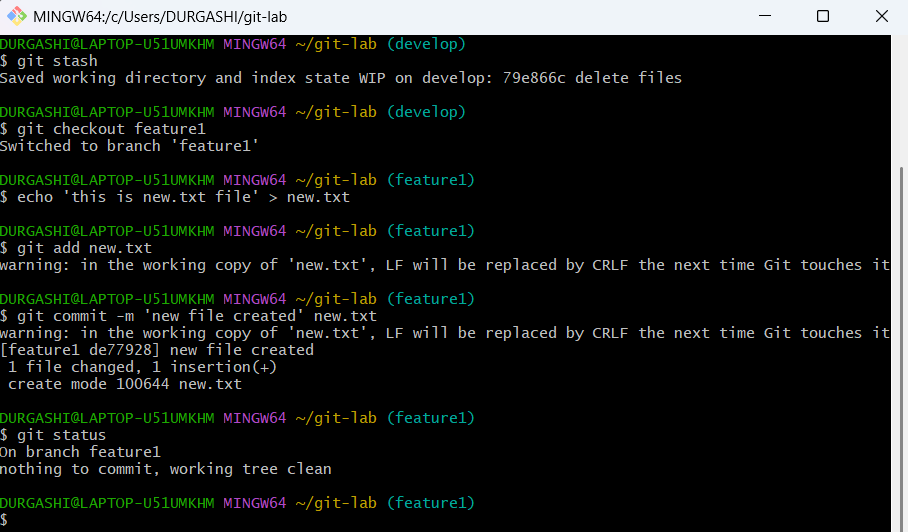 MINGW64:/c/Users/DURGASHI/git-lab
DURGASHI@LAPTOP-U51UMKHM MINGW64 ~/git-lab (develop)
$ git stash
Saved working directory and index state WIP on develop: 79e866c delete files
DURGASHI@LAPTOP-U51UMKHM MINGW64 ~/git-lab (develop)
$ git checkout feature1
Switched to branch 'feature1'
DURGASHI@LAPTOP-U51UMKHM MINGW64 ~/git-lab (feature1)
$ echo 'this is new.txt file' > new.txt
DURGASHI@LAPTOP-U51UMKHM MINGW64 ~/git-lab (feature1)
$ git add new.txt
warning: in the working copy of 'new.txt', LF will be replaced by CRLF the next time Git touches it
DURGASHI@LAPTOP-U51UMKHM MINGW64 ~/git-lab (feature1)
$ git commit -m 'new file created' new.txt
warning: in the working copy of 'new.txt', LF will be replaced by CRLF the next time Git touches it
[feature1 de77928] new file created
 1 file changed, 1 insertion(+)
 create mode 100644 new.txt
DURGASHI@LAPTOP-U51UMKHM MINGW64 ~/git-lab (feature1)
$ git status
On branch feature1
nothing to commit, working tree clean
DURGASHI@LAPTOP-U51UMKHM MINGW64 ~/git-lab (feature1)
$